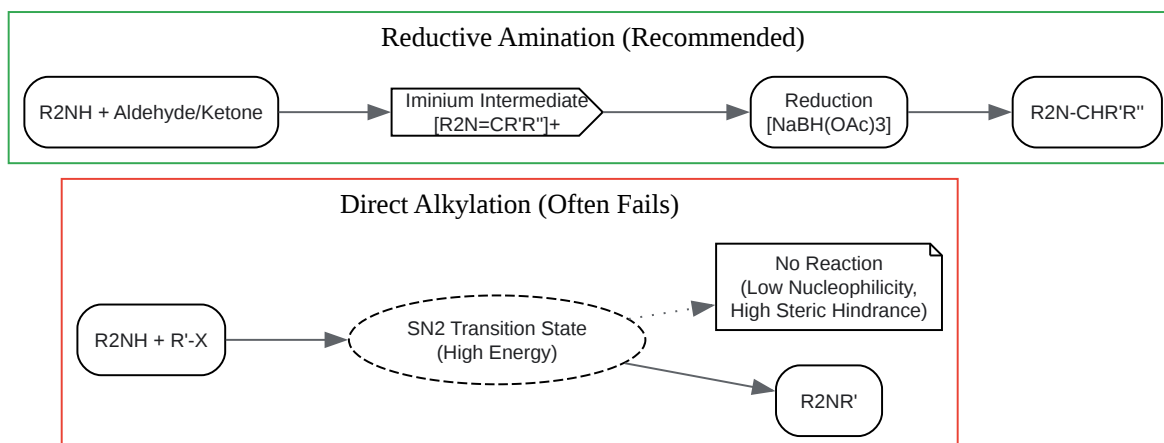 Reductive Amination (Recommended)
R2NH + Aldehyde/Ketone
Iminium Intermediate
[R2N=CR'R'']+
Reduction
[NaBH(OAc)3]
R2N-CHR'R''
Direct Alkylation (Often Fails)
R2NH + R'-X
SN2 Transition State
(High Energy)
No Reaction
(Low Nucleophilicity,
High Steric Hindrance)
R2NR'